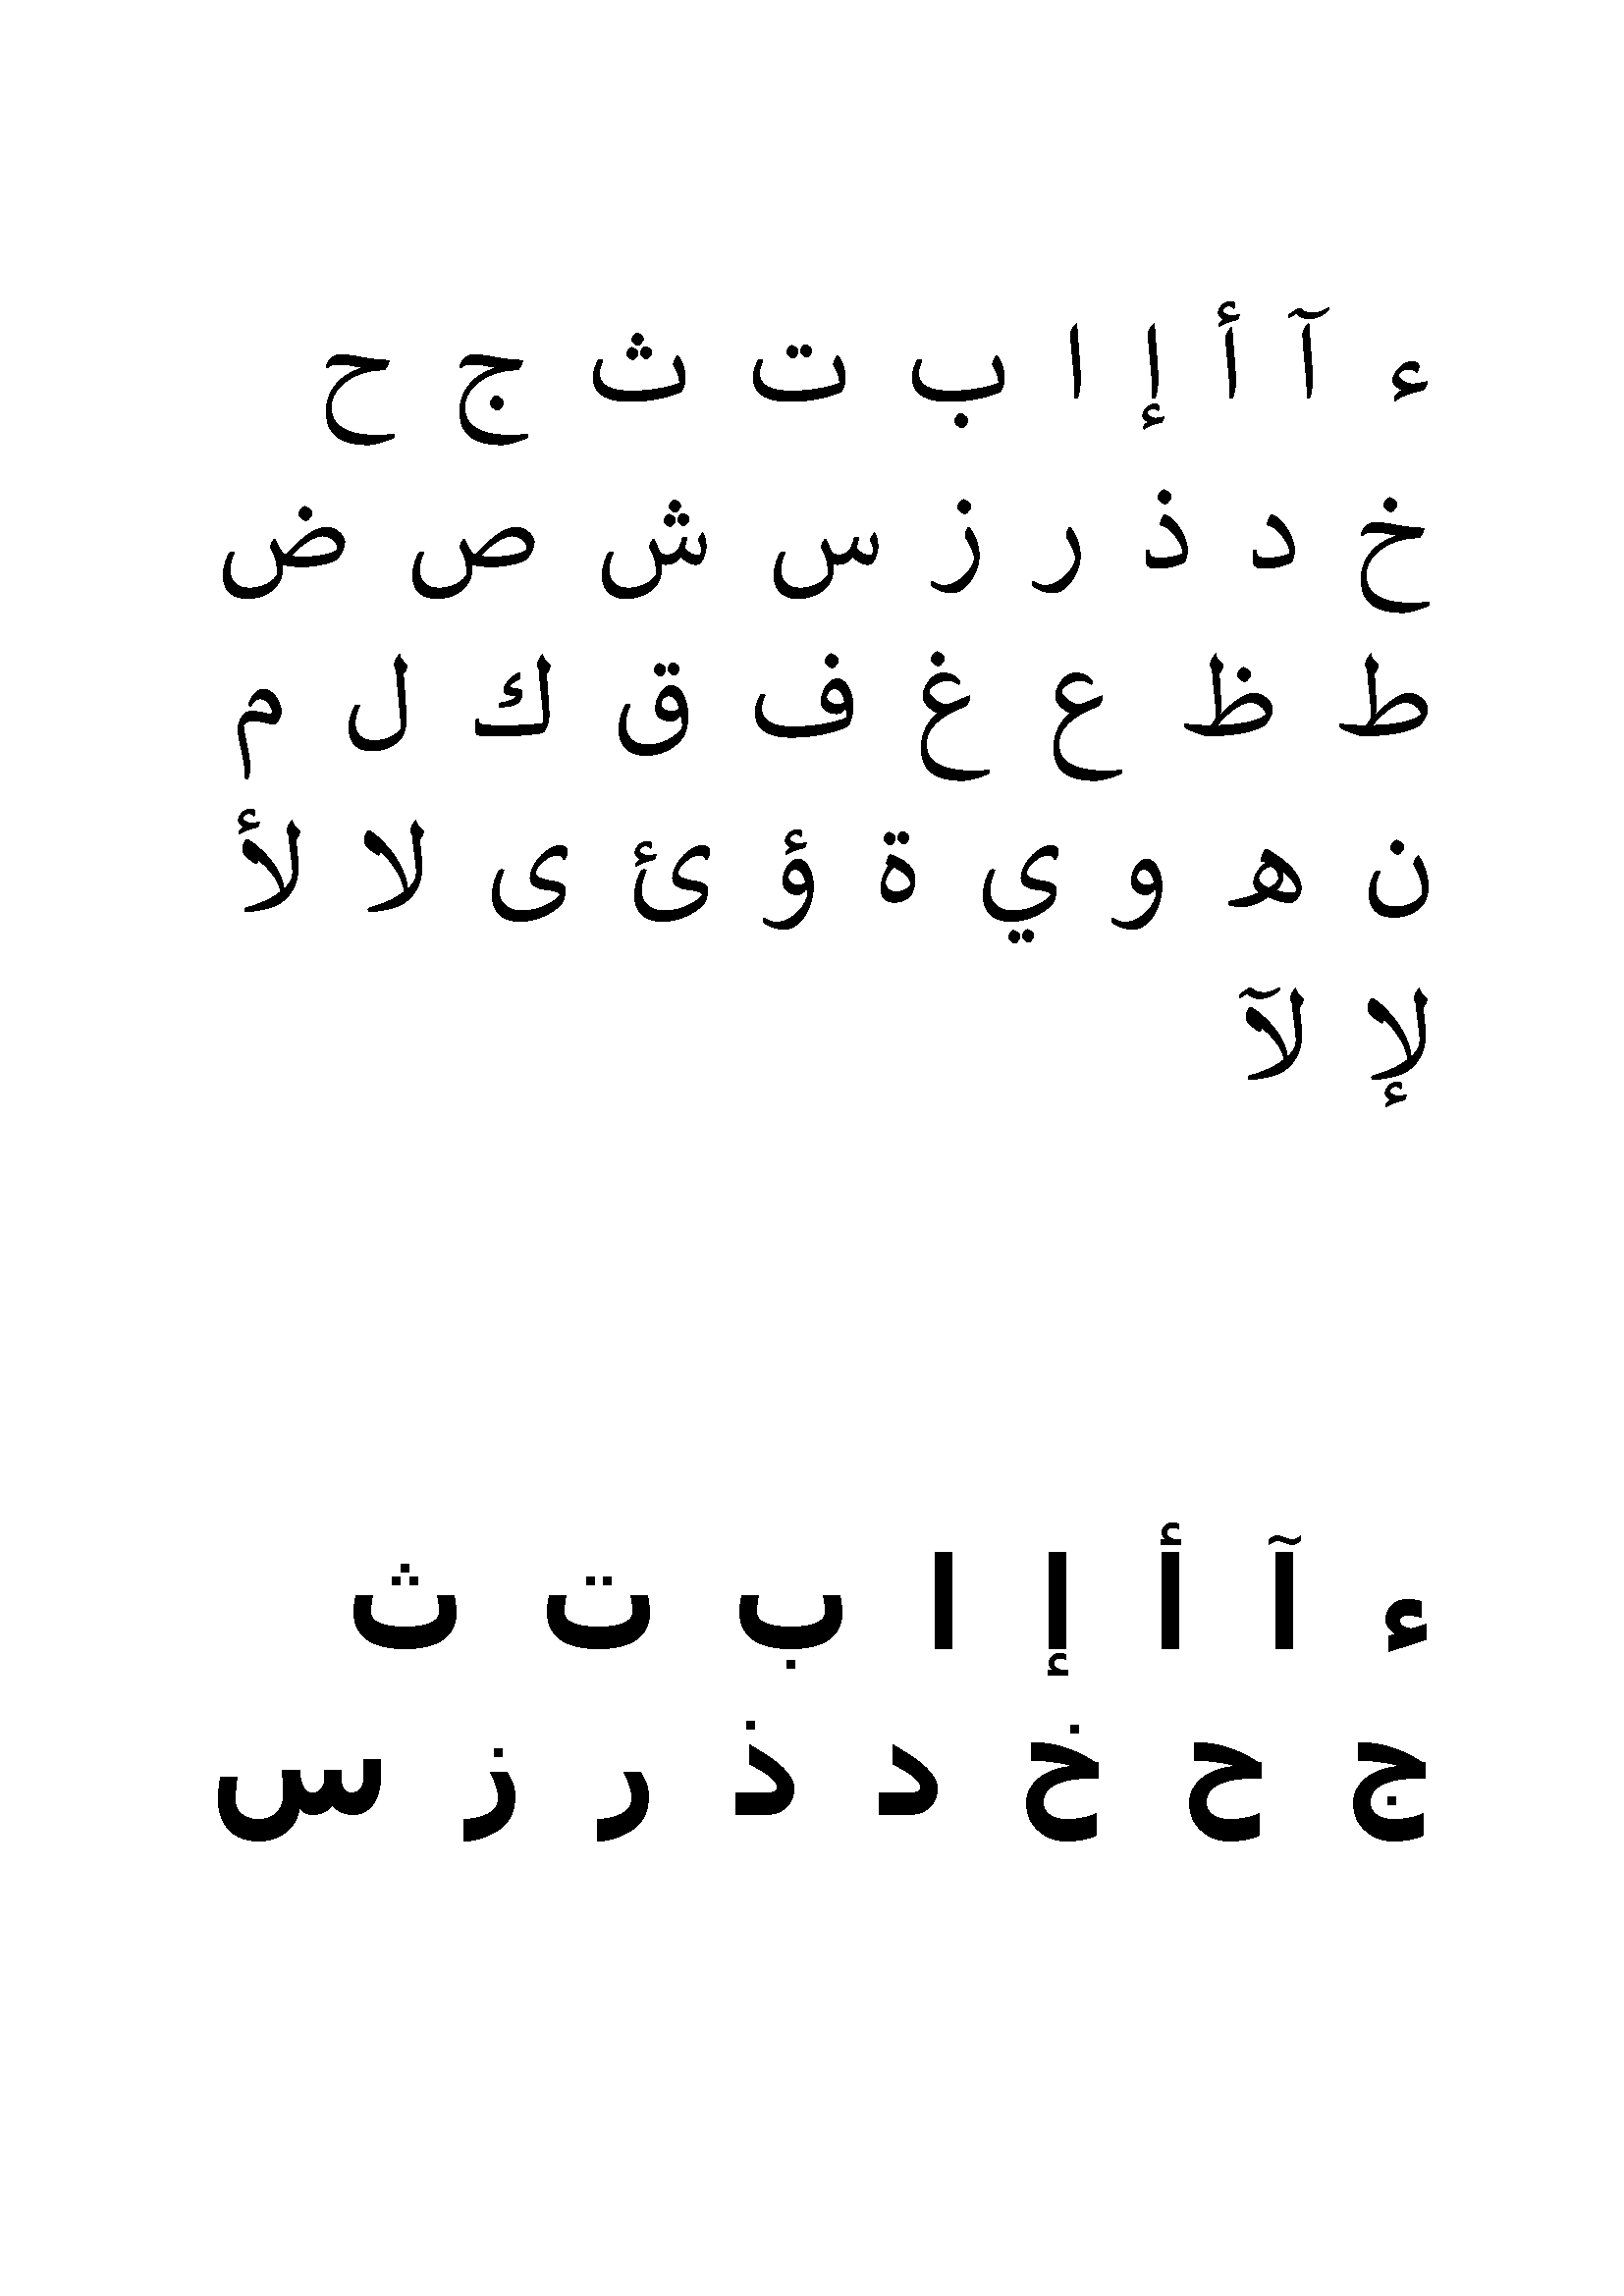 ء آ أ إ ا ب ت ث ج ح
خ د ذ ر ز س ش ص ض
ط ظ ع غ ف ق ك ل م
ن ه و ي ة ؤ ئ ى لا لأ
لإ لآ
ء آ أ إ ا ب ت ث
ج ح خ د ذ ر ز س